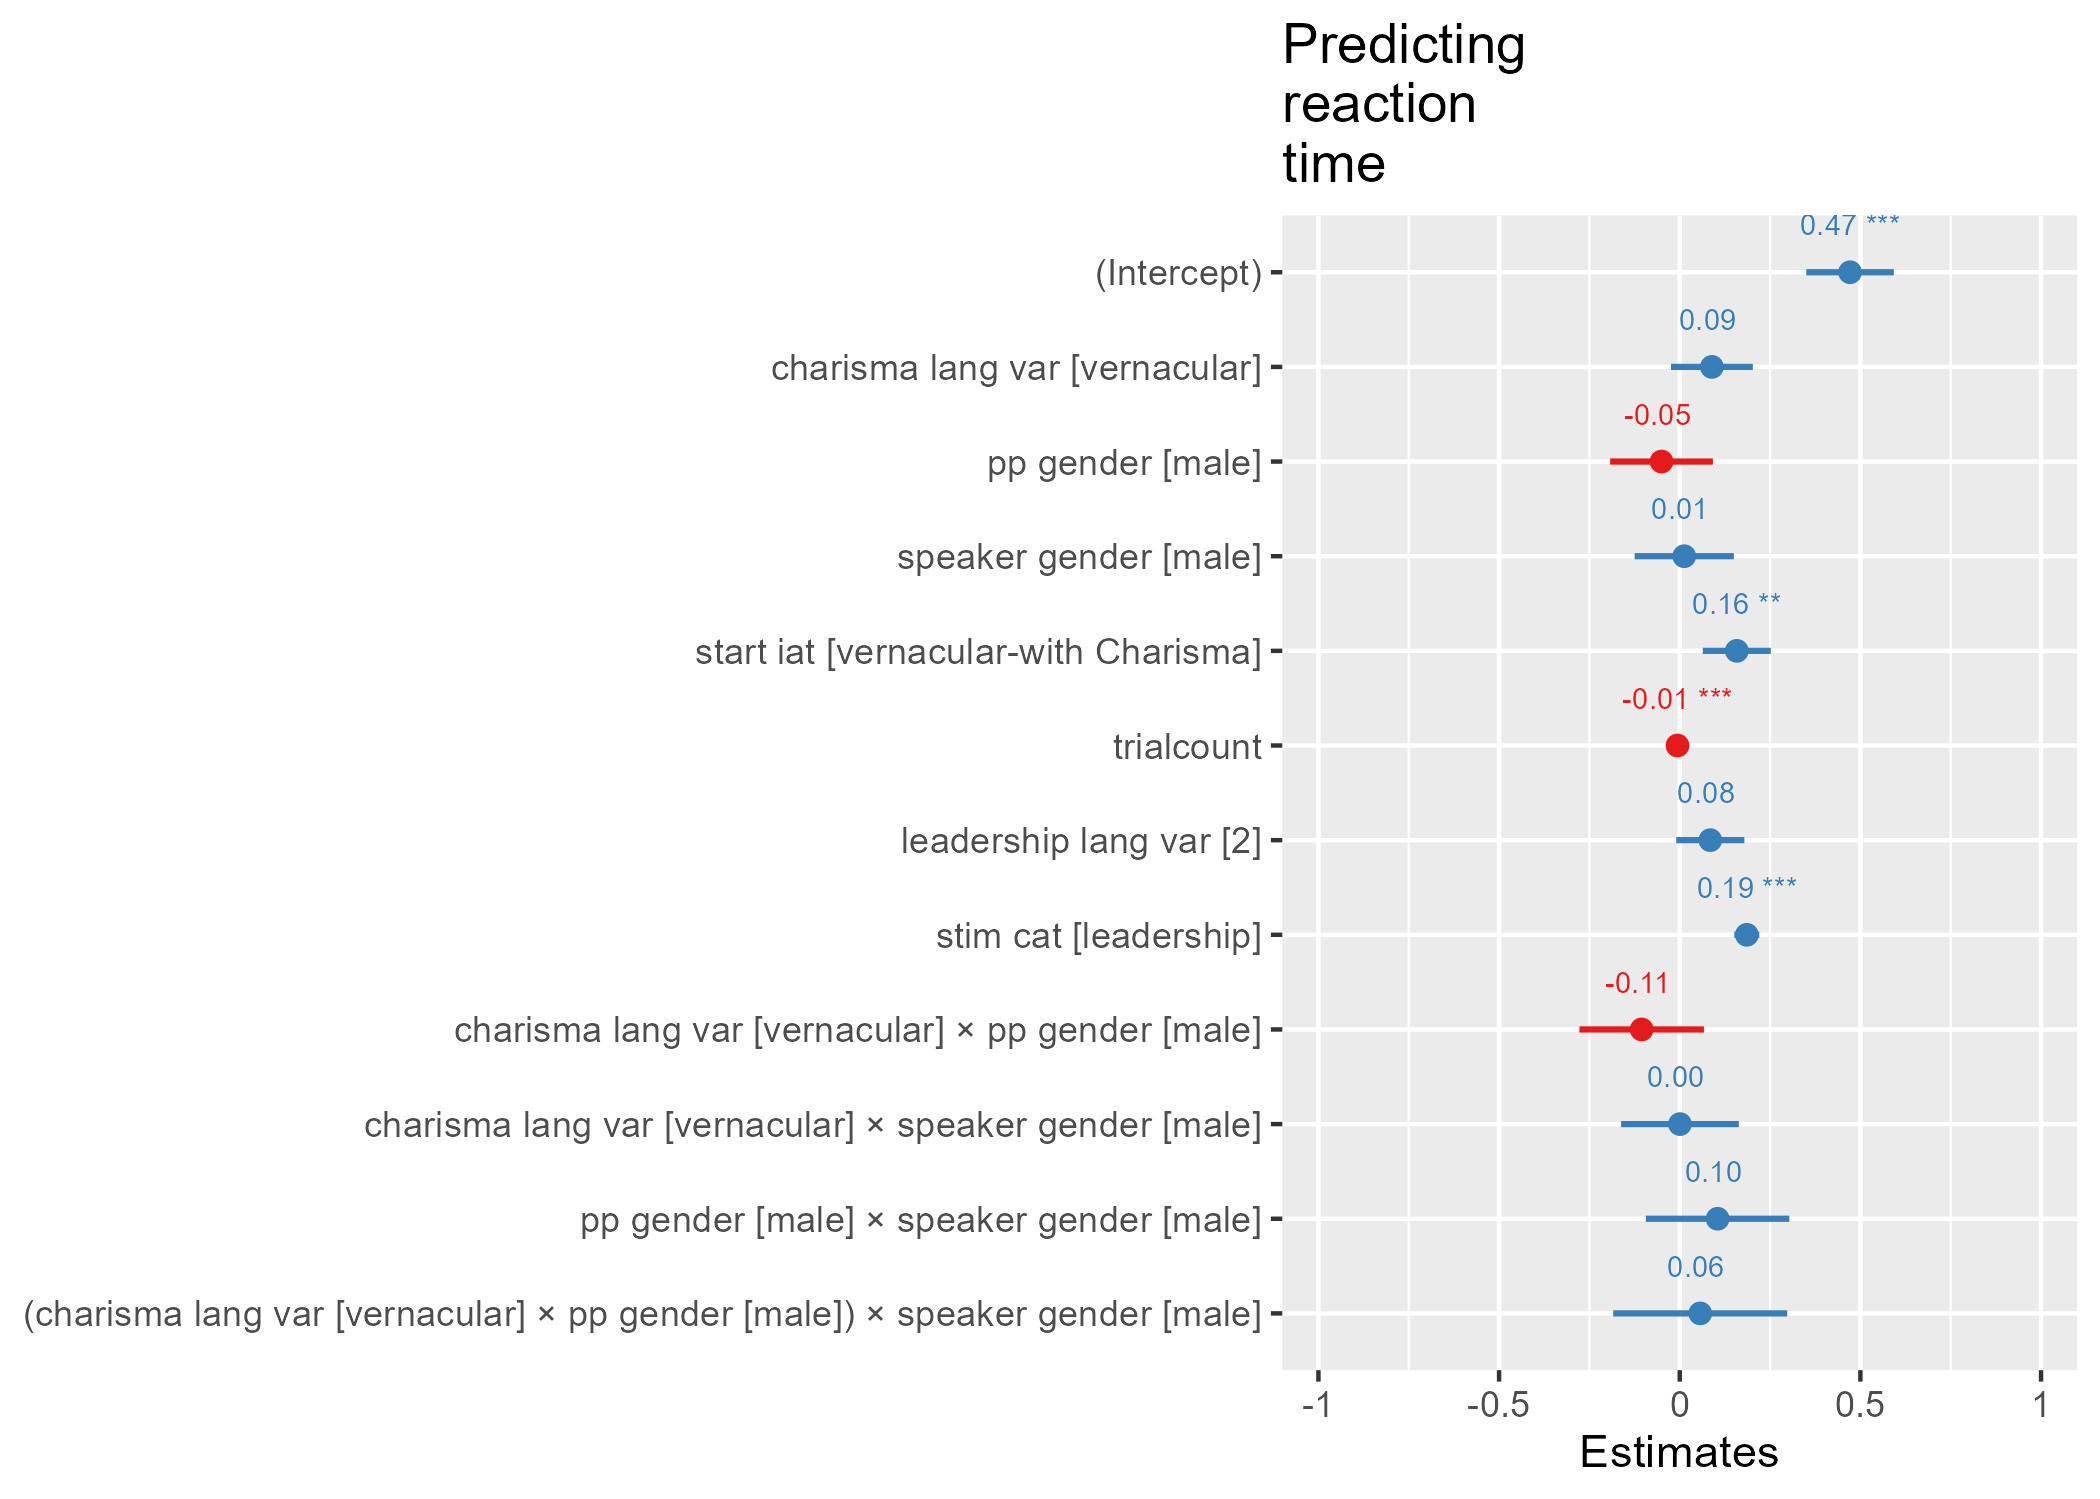 Predicting
reaction
time
0.47 ***
(Intercept)
0.09
charisma lang var [vernacular]
-0.05
pp gender [male]
0.01
speaker gender [male]
0.16 **
start iat [vernacular-with Charisma]
-0.01 ***
trialcount
0.08
leadership lang var [2]
0.19 ***
stim cat [leadership]
-0.11
charisma lang var [vernacular] × pp gender [male]
0.00
charisma lang var [vernacular] × speaker gender [male]
0.10
pp gender [male] × speaker gender [male]
0.06
(charisma lang var [vernacular] × pp gender [male]) × speaker gender [male]
-1 -0.5 0 0.5 1
Estimates